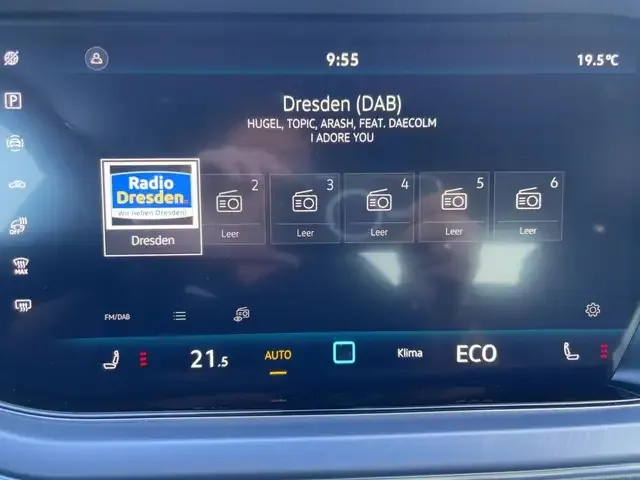 9:55
19.5°C
P
Dresden (DAB)
HUGEL, TOPIC, ARASH, FEAT. DAECOLM
I ADORE YOU
Radio
Dresden
Wir lieben Dresden!
Dresden
2
Leer
3
Leer
4
Leer
5
Leer
6
Leer
OFF
MAX
FM/DAB
21.5
AUTO
Klima
ECO